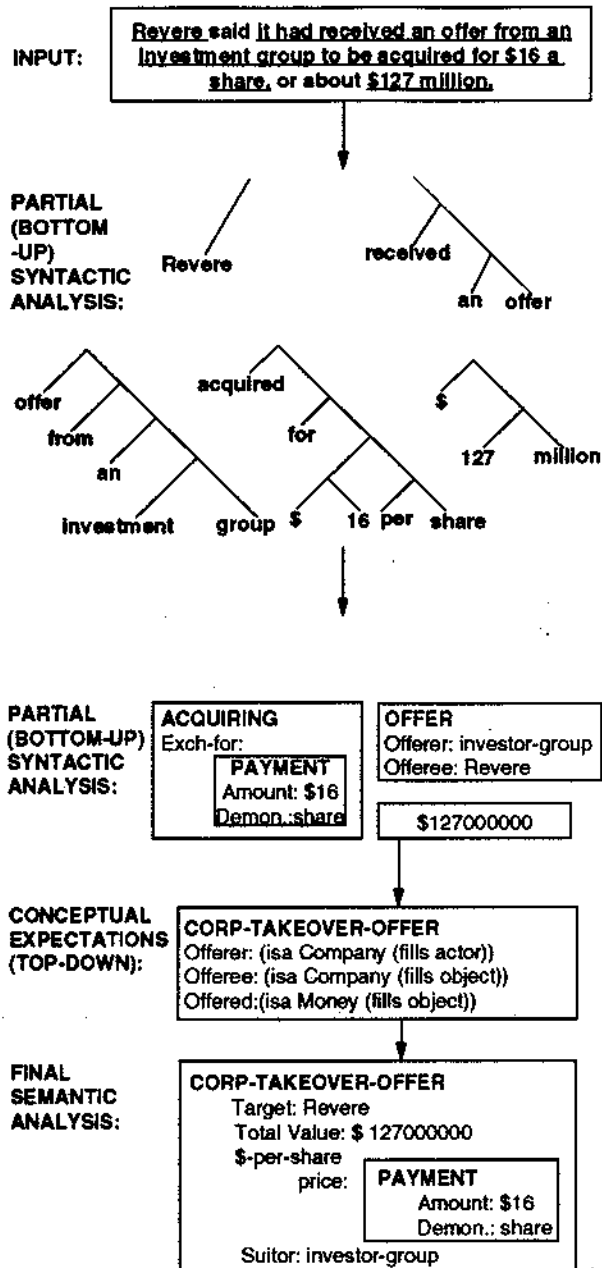 INPUT:
Revere said it had received an offer from an
investment group to be acquired for $16 a
share, or about $127 million.
PARTIAL
(BOTTOM
-UP)
SYNTACTIC
ANALYSIS:
Revere
received
an offer
offer
from
an
investment group
acquired
for
$ 16 per share
$
127 million
PARTIAL
(BOTTOM-UP)
SYNTACTIC
ANALYSIS:
ACQUIRING
Exch-for:
PAYMENT
Amount: $16
Demon.:share
OFFER
Offerer: investor-group
Offeree: Revere
$127000000
CONCEPTUAL
EXPECTATIONS
(TOP-DOWN):
CORP-TAKEOVER-OFFER
Offerer: (isa Company (fills actor))
Offeree: (isa Company (fills object))
Offered:(isa Money (fills object))
FINAL
SEMANTIC
ANALYSIS:
CORP-TAKEOVER-OFFER
Target: Revere
Total Value: $ 127000000
$-per-share
price:
PAYMENT
Amount: $16
Demon.: share
Suitor: investor-group